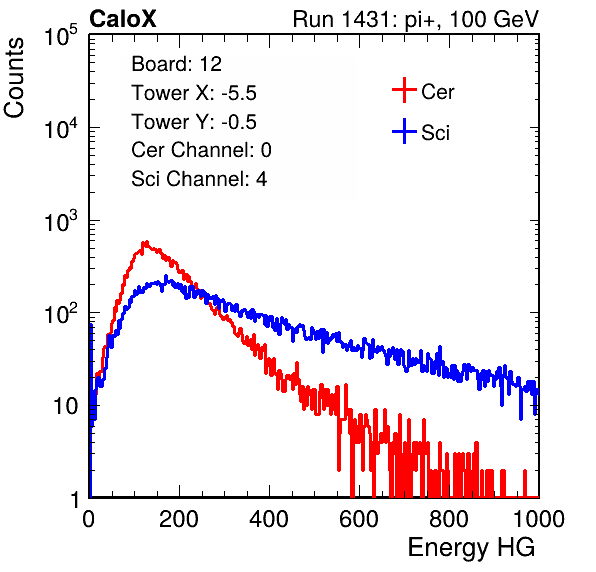 CaloX Run 1431: pi+, 100 GeV
Board: 12
Tower X: -5.5
Tower Y: -0.5
Cer Channel: 0
Sci Channel: 4
Cer
Sci
Counts
10^5
10^4
10^3
10^2
10
1
0 200 400 600 800 1000
Energy HG